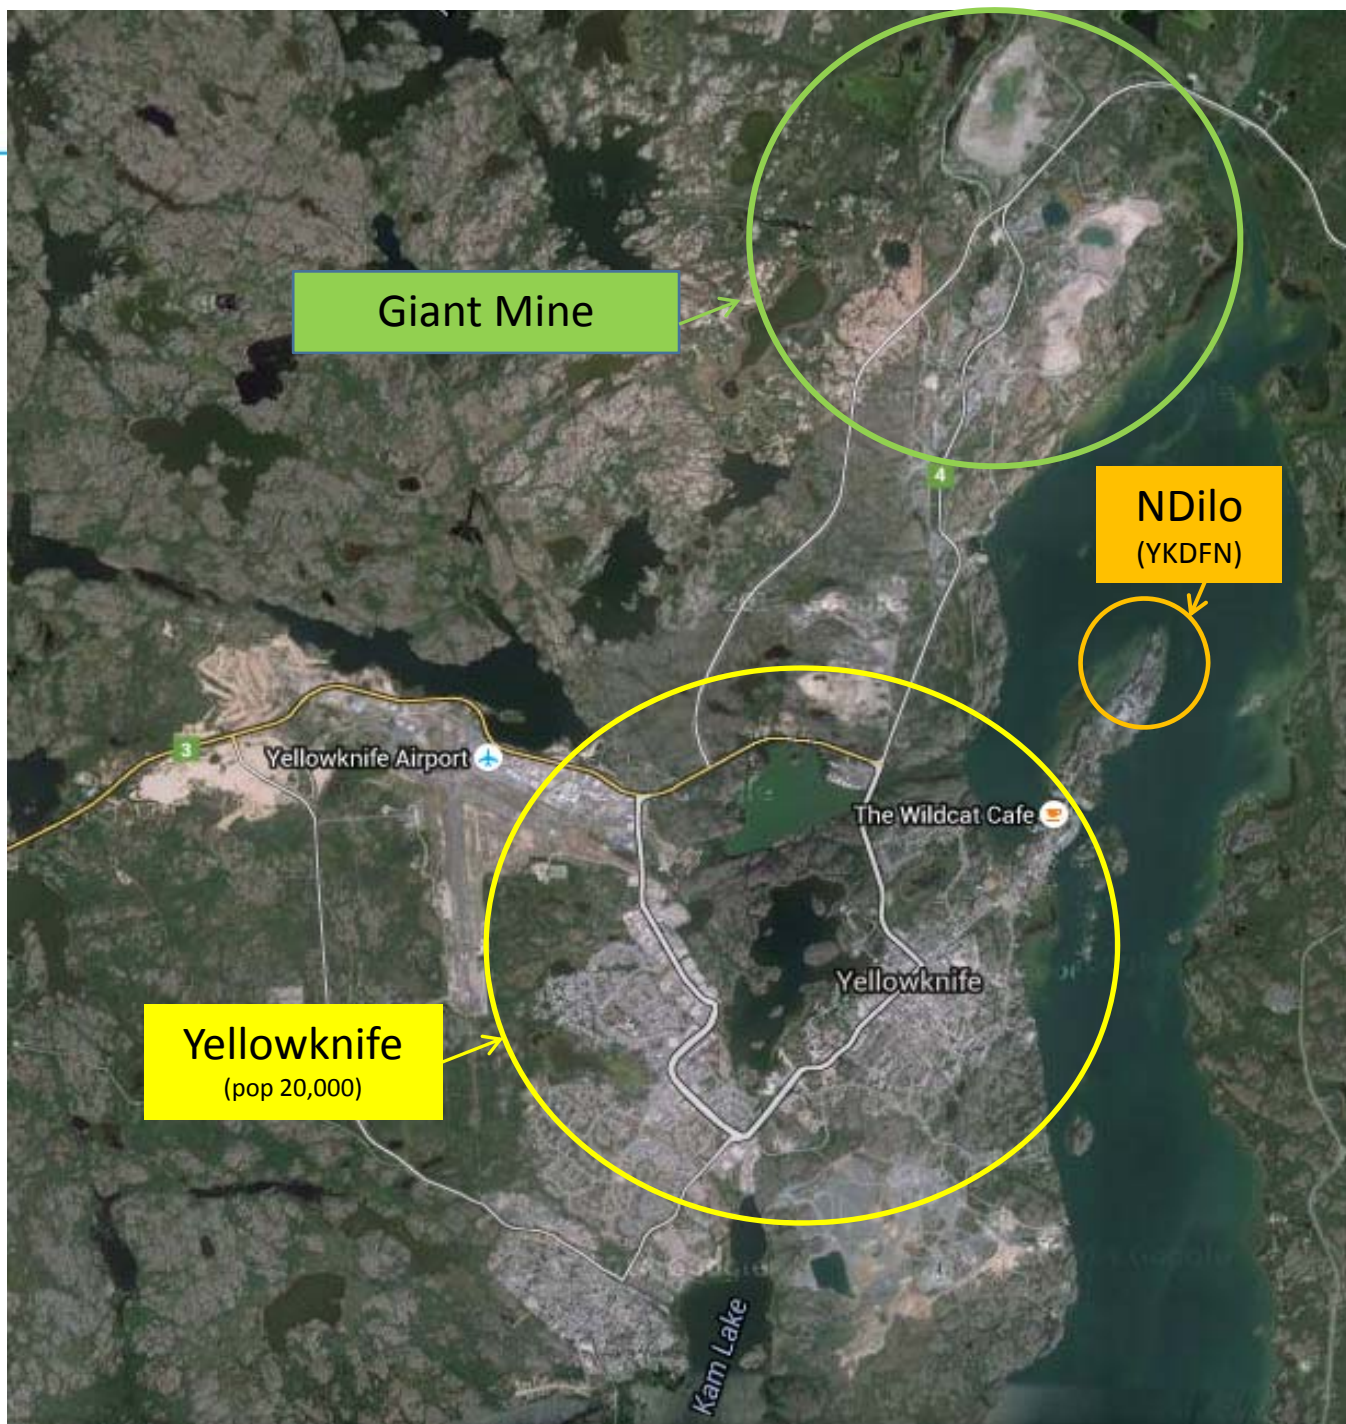 Giant Mine
4
NDilo
(YKDFN)
3
Yellowknife Airport
The Wildcat Cafe
Yellowknife
Yellowknife
(pop 20,000)
Kam Lake